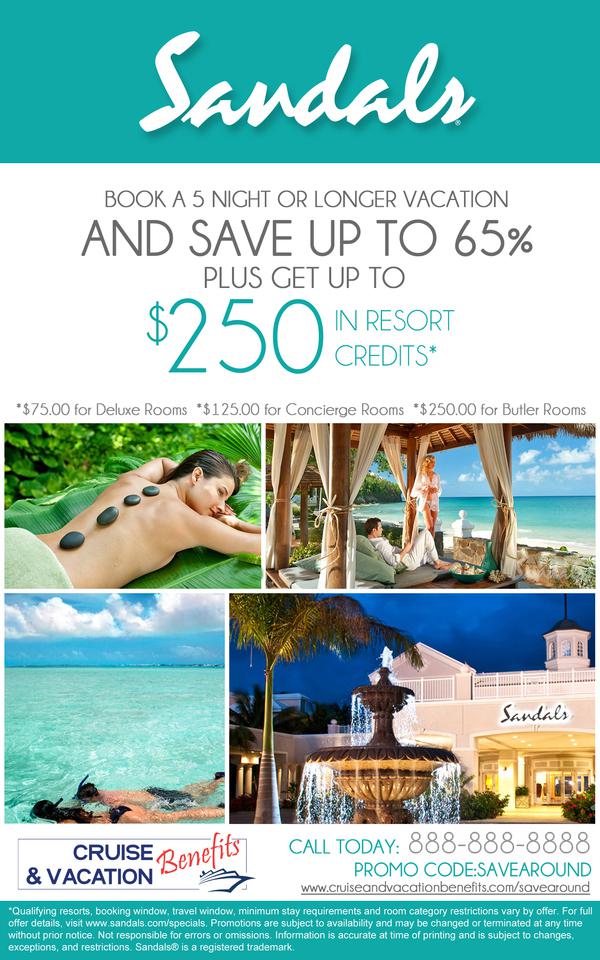 Sandals®
BOOK A 5 NIGHT OR LONGER VACATION
AND SAVE UP TO 65%
PLUS GET UP TO
$250 IN RESORT
CREDITS*
*$75.00 for Deluxe Rooms *$125.00 for Concierge Rooms *$250.00 for Butler Rooms
Sandals
CRUISE
& VACATION
Benefits
CALL TODAY: 888-888-8888
PROMO CODE:SAVEAROUND
www.cruiseandvacationbenefits.com/savearound
*Qualifying resorts, booking window, travel window, minimum stay requirements and room category restrictions vary by offer. For full
offer details, visit www.sandals.com/specials. Promotions are subject to availability and may be changed or terminated at any time
without prior notice. Not responsible for errors or omissions. Information is accurate at time of printing and is subject to changes,
exceptions, and restrictions. Sandals® is a registered trademark.